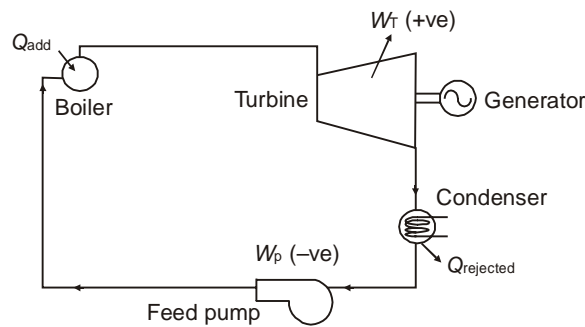 W_T (+ve)
Q_add
Boiler
Turbine
Generator
Condenser
W_p (–ve)
Q_rejected
Feed pump